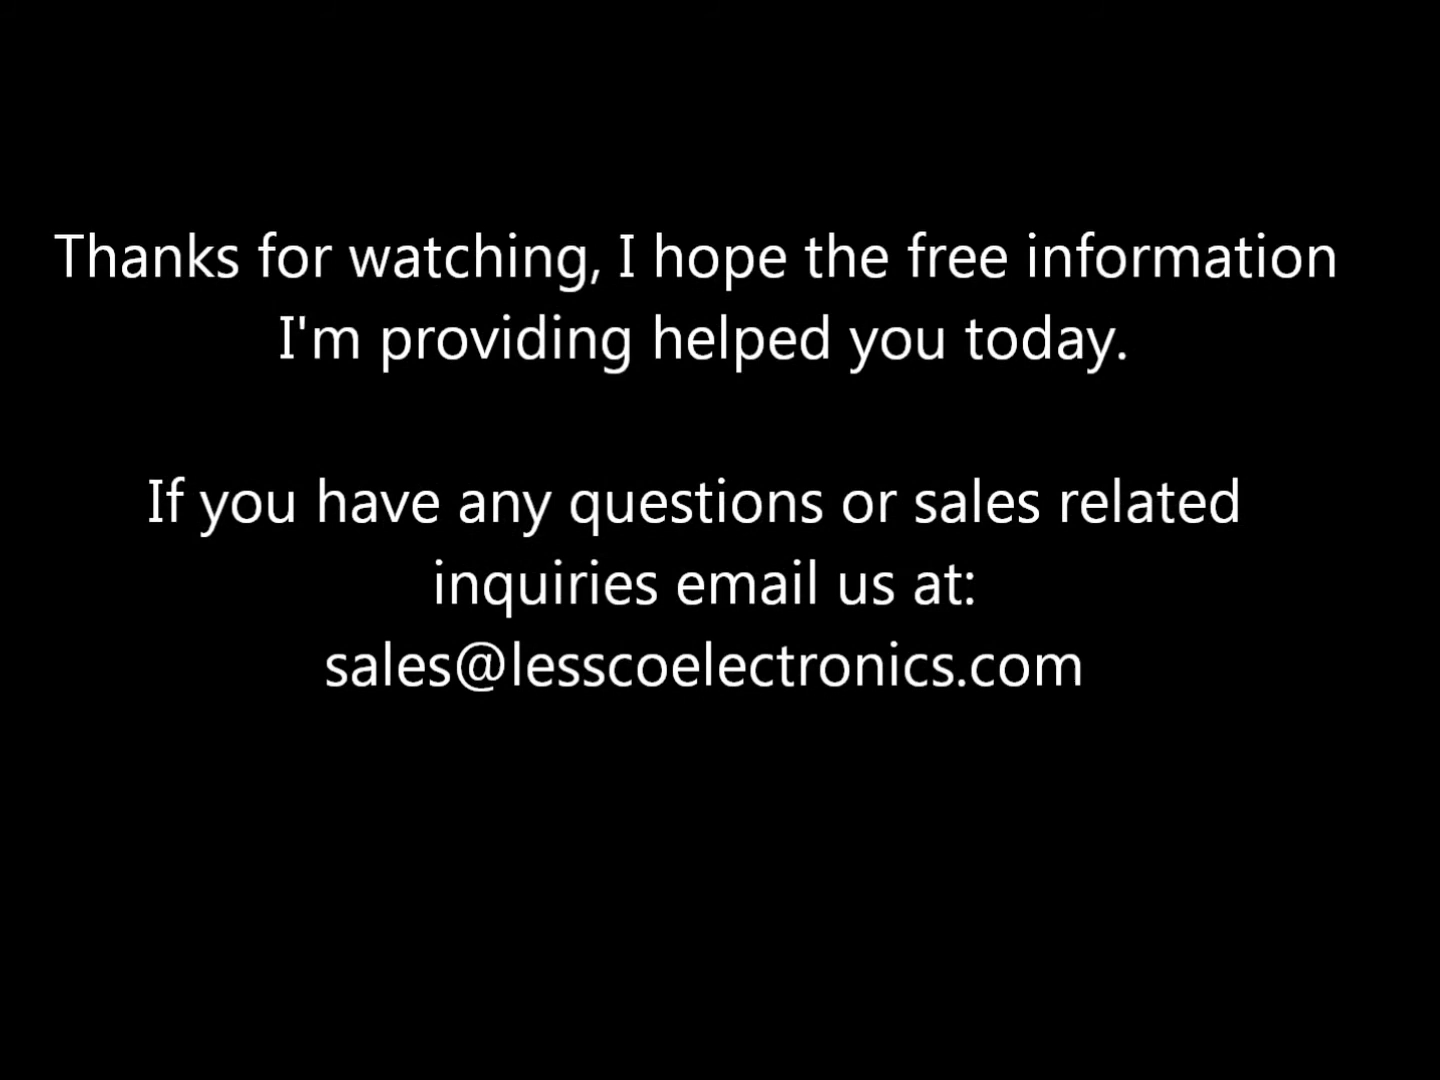 Thanks for watching, I hope the free information
I'm providing helped you today.
If you have any questions or sales related
inquiries email us at:
sales@lesscoelectronics.com